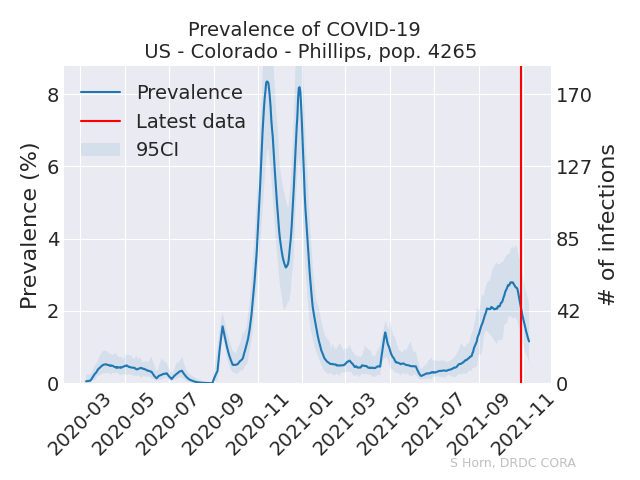 Prevalence of COVID-19
US - Colorado - Phillips, pop. 4265
Prevalence
Latest data
95CI
Prevalence (%)
8
6
4
2
0
170
127
85
42
0
# of infections
2020-03
2020-05
2020-07
2020-09
2020-11
2021-01
2021-03
2021-05
2021-07
2021-09
2021-11
S Horn, DRDC CORA